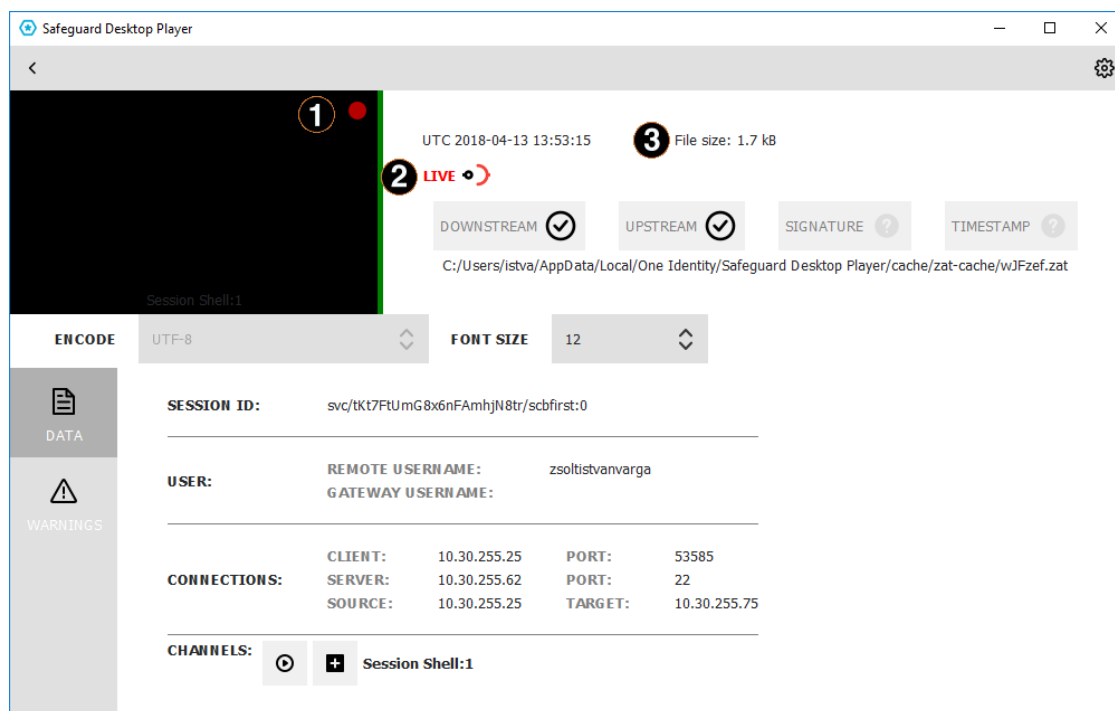 Safeguard Desktop Player
1
UTC 2018-04-13 13:53:15
3 File size: 1.7 kB
2 LIVE
DOWNSTREAM UPSTREAM SIGNATURE ? TIMESTAMP ?
C:/Users/istva/AppData/Local/One Identity/Safeguard Desktop Player/cache/zat-cache/wJFzef.zat
Session Shell:1
ENCODE UTF-8 FONT SIZE 12
DATA
WARNINGS
SESSION ID: svc/tKt7FtUmG8x6nFAmhjN8tr/scbfirst:0
USER: REMOTE USERNAME: zsoltistvanvarga
GATEWAY USERNAME:
CONNECTIONS: CLIENT: 10.30.255.25 PORT: 53585
SERVER: 10.30.255.62 PORT: 22
SOURCE: 10.30.255.25 TARGET: 10.30.255.75
CHANNELS: Session Shell:1